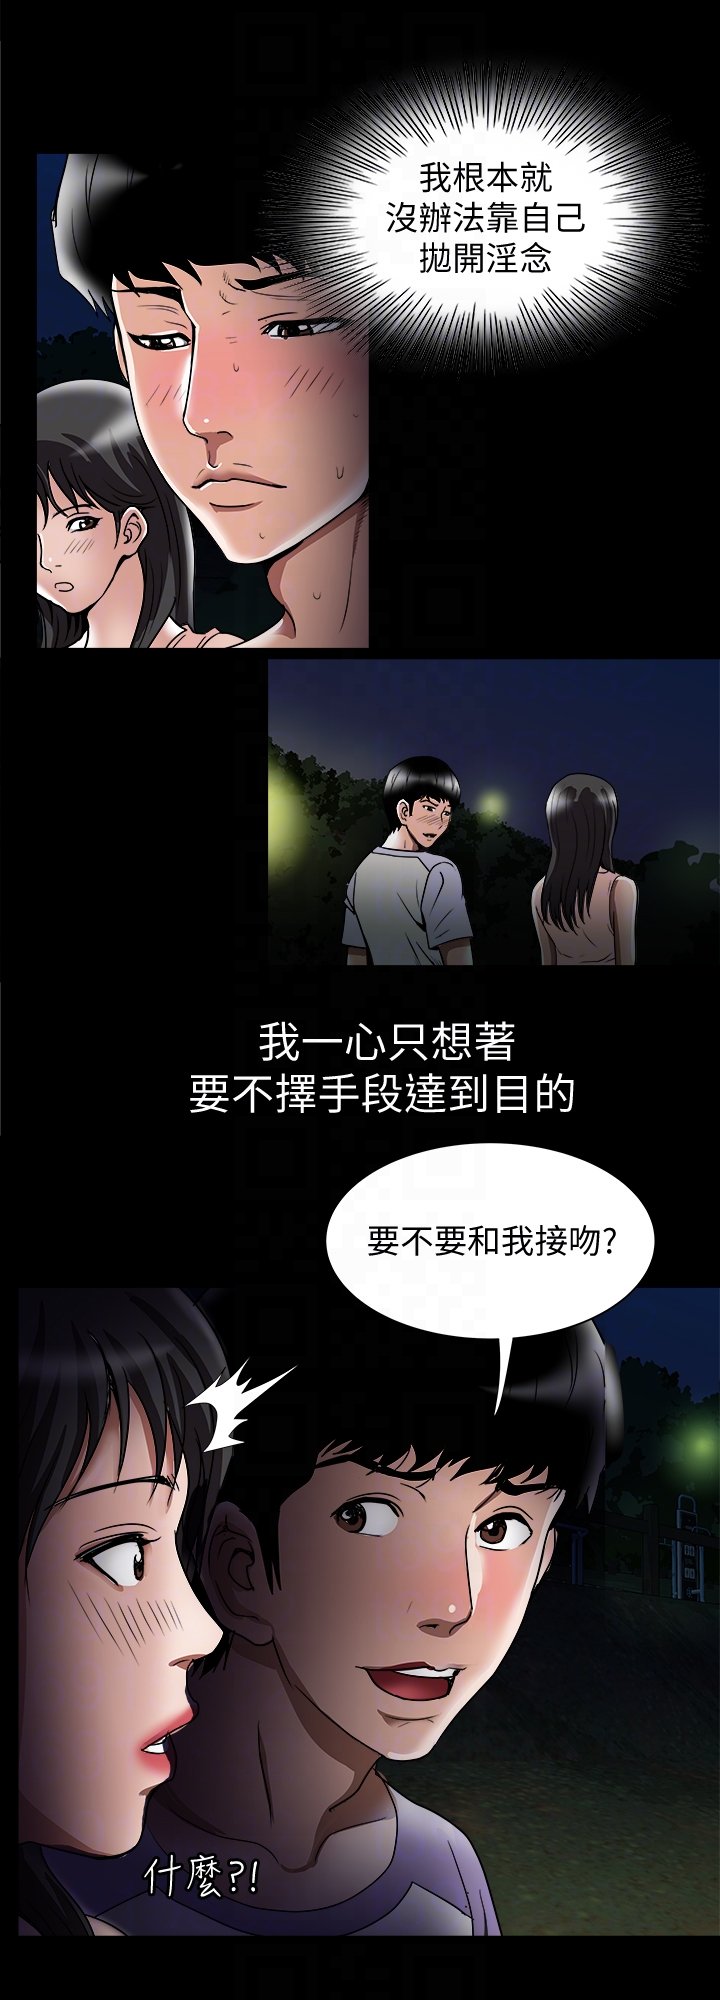 我根本就
沒辦法靠自己
拋開淫念
我一心只想著
要不擇手段達到目的
要不要和我接吻?
什麼?!